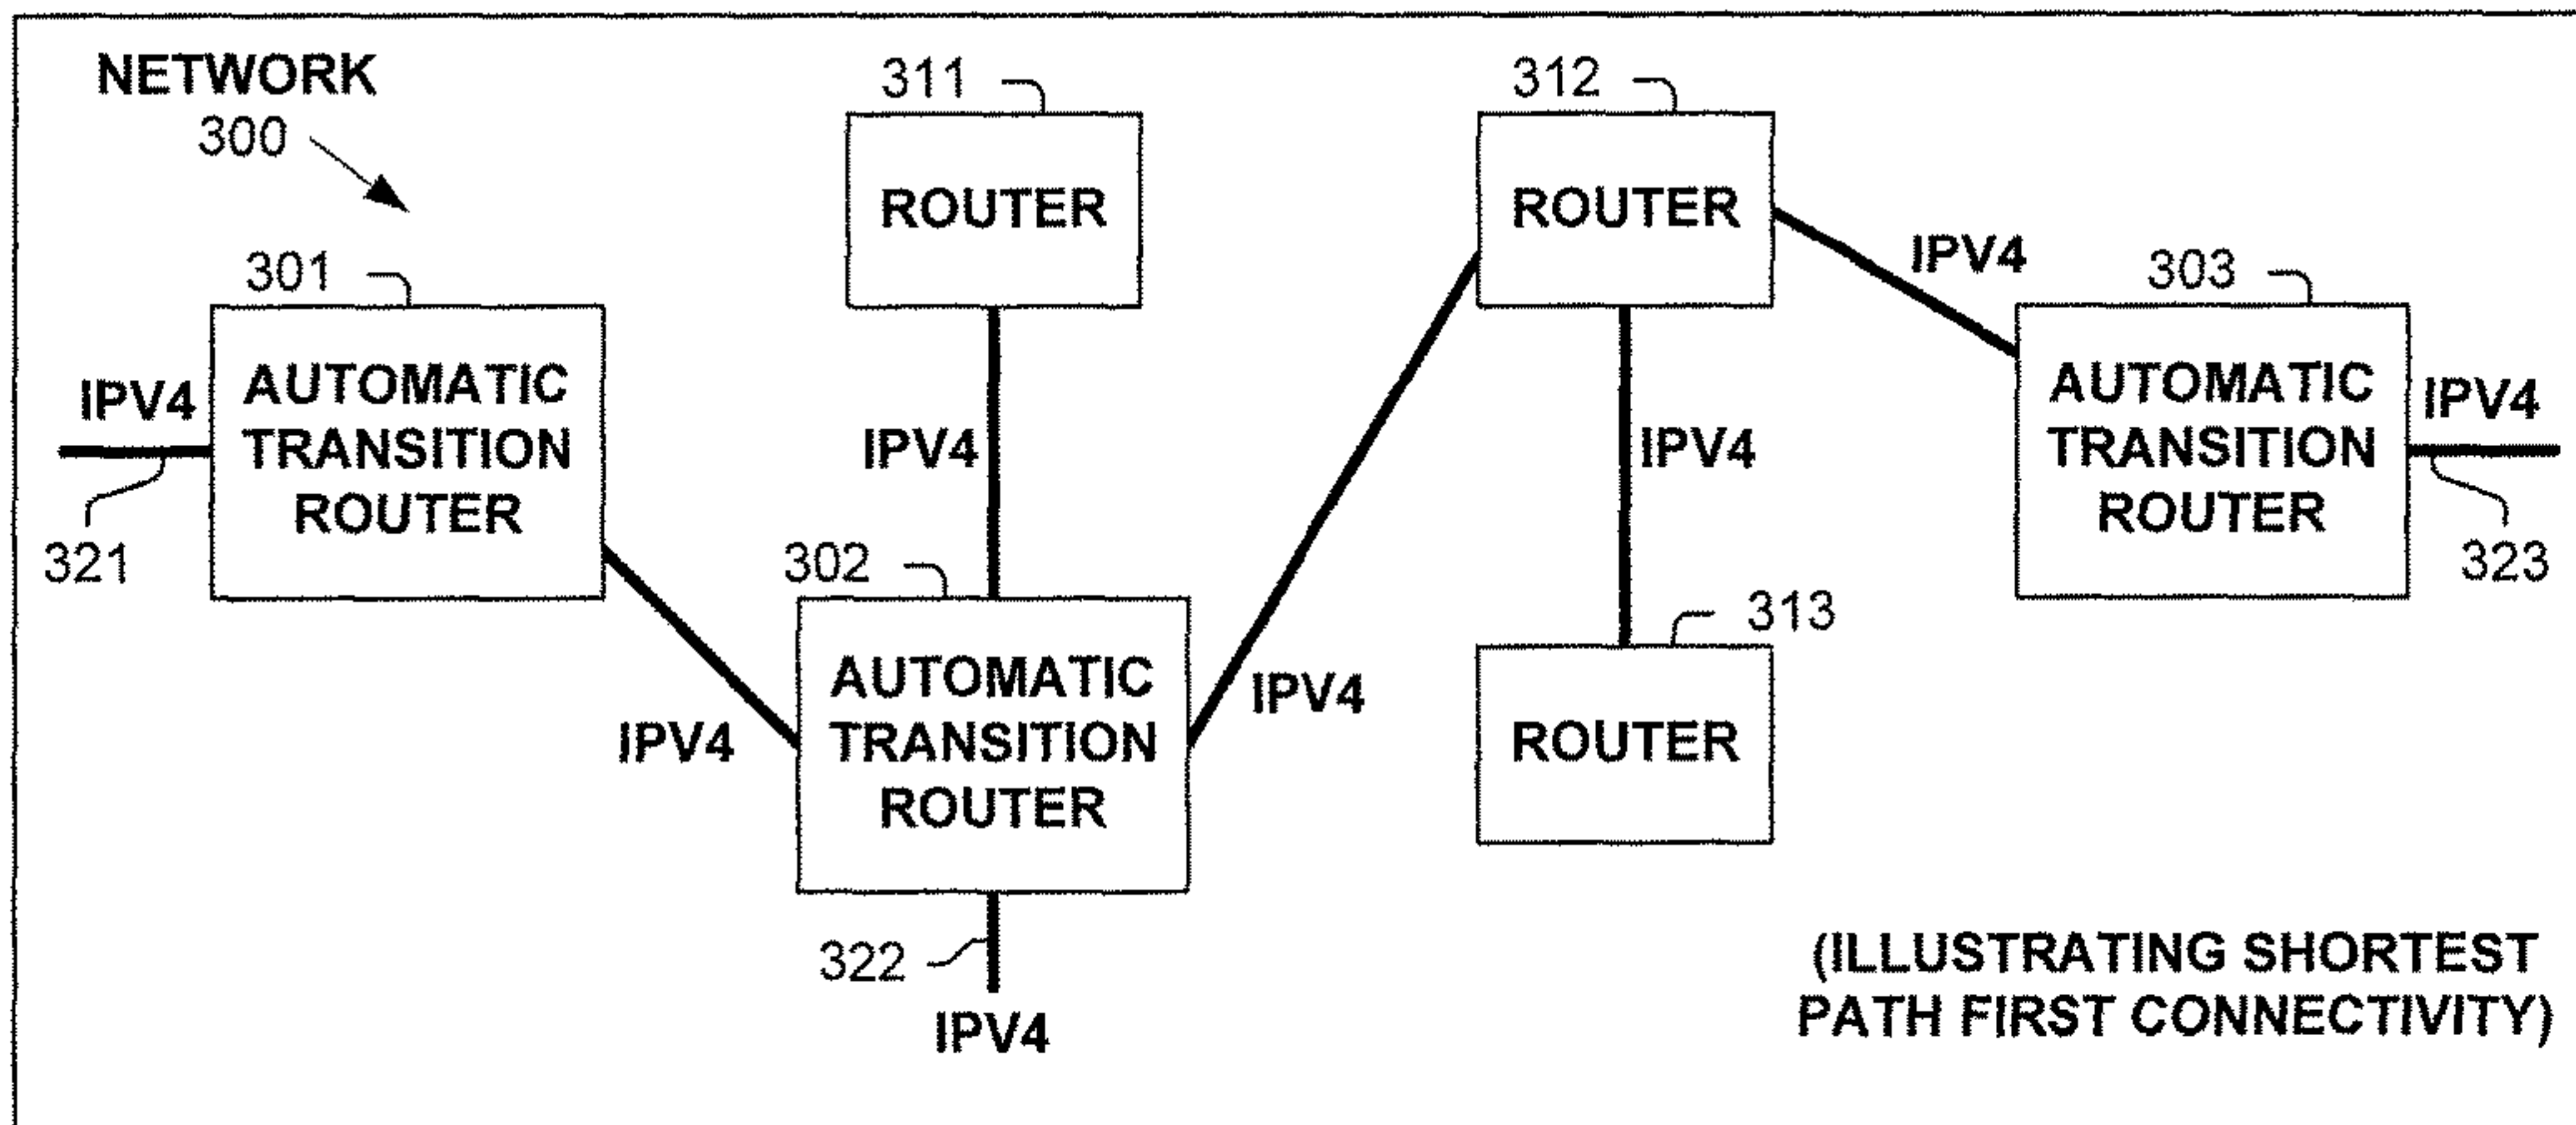 NETWORK
300
311
312
ROUTER
ROUTER
301
IPV4
303
AUTOMATIC
TRANSITION
ROUTER
IPV4
321
IPV4
IPV4
AUTOMATIC
TRANSITION
ROUTER
IPV4
323
302
313
AUTOMATIC
TRANSITION
ROUTER
IPV4
IPV4
ROUTER
322
IPV4
(ILLUSTRATING SHORTEST
PATH FIRST CONNECTIVITY)